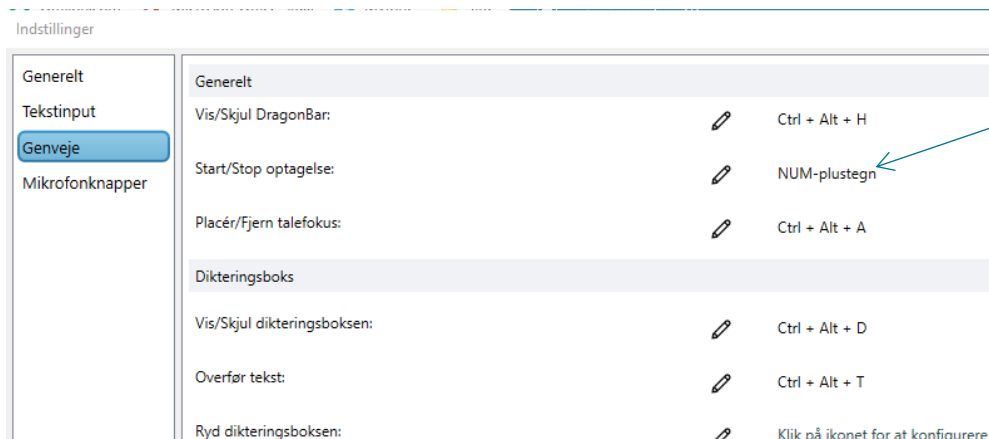 Indstillinger
Generelt
Tekstinput
Genveje
Mikrofonknapper
Generelt
Vis/Skjul DragonBar: Ctrl + Alt + H
Start/Stop optagelse: NUM-plustegn
Placér/Fjern talefokus: Ctrl + Alt + A
Dikteringsboks
Vis/Skjul dikteringsboksen: Ctrl + Alt + D
Overfør tekst: Ctrl + Alt + T
Ryd dikteringsboksen: Klik på ikonet for at konfigurere